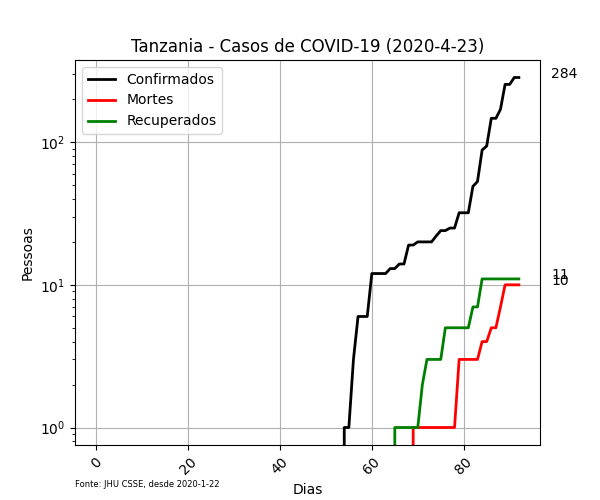 Tanzania - Casos de COVID-19 (2020-4-23)
Confirmados
Mortes
Recuperados
284
11
10
10²
10¹
10⁰
Pessoas
0
20
40
60
80
Dias
Fonte: JHU CSSE, desde 2020-1-22